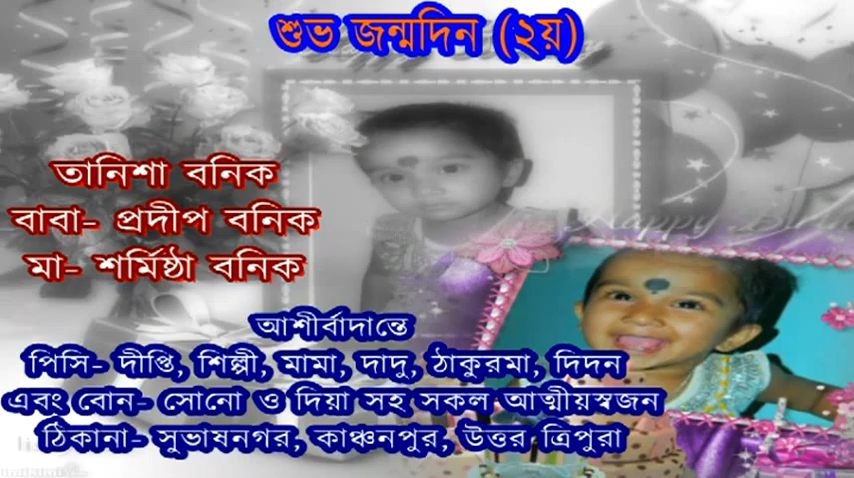 শুভ জন্মদিন (২য়)
তানিশা বনিক
বাবা- প্রদীপ বনিক
মা- শর্মিষ্ঠা বনিক
Happy
আশীর্বাদান্তে
পিসি- দীপ্তি, শিল্পী, মামা, দাদু, ঠাকুরমা, দিদন
এবং বোন- সোনো ও দিয়া সহ সকল আত্মীয়স্বজন
ঠিকানা- সুভাষনগর, কাঞ্চনপুর, উত্তর ত্রিপুরা